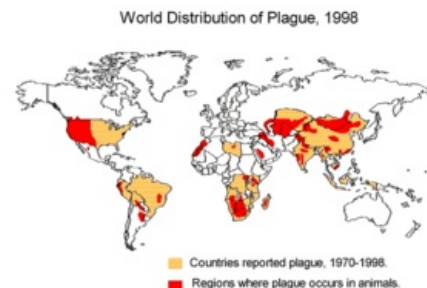 World Distribution of Plague, 1998
Countries reported plague, 1970-1998.
Regions where plague occurs in animals.